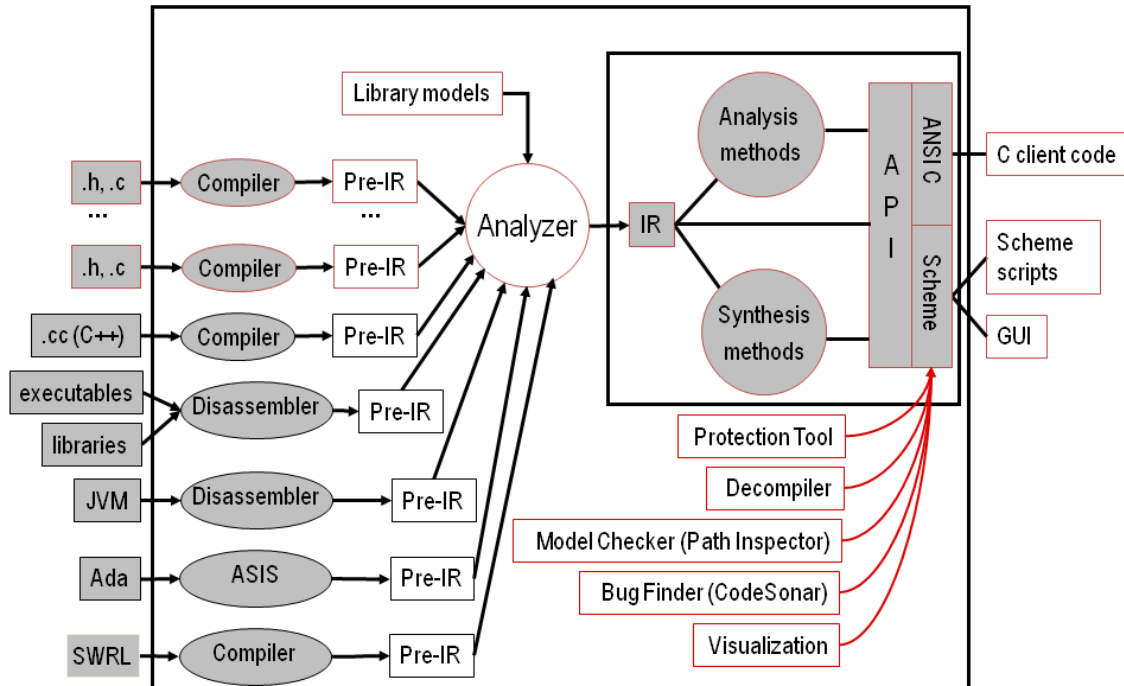 Library models
.h, .c
...
Compiler
Pre-IR
...
.h, .c
Compiler
Pre-IR
.cc (C++)
Compiler
Pre-IR
executables
libraries
Disassembler
Pre-IR
JVM
Disassembler
Pre-IR
Ada
ASIS
Pre-IR
SWRL
Compiler
Pre-IR
Analyzer
IR
Analysis
methods
Synthesis
methods
API
ANSI C
Scheme
C client code
Scheme
scripts
GUI
Protection Tool
Decompiler
Model Checker (Path Inspector)
Bug Finder (CodeSonar)
Visualization